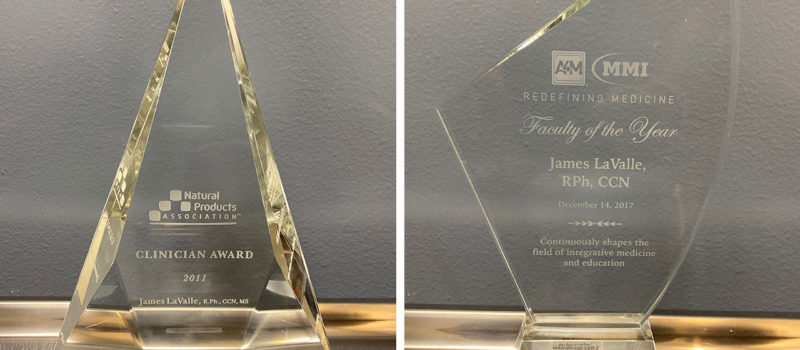 Natural
Products
ASSOCIATION™
CLINICIAN AWARD
2011
James LaValle, R.Ph., CCN, MS
A4M
MMI
REDEFINING MEDICINE
Faculty of the Year
James LaValle,
RPh, CCN
December 14, 2017
Continuously shapes the
field of integrative medicine
and education